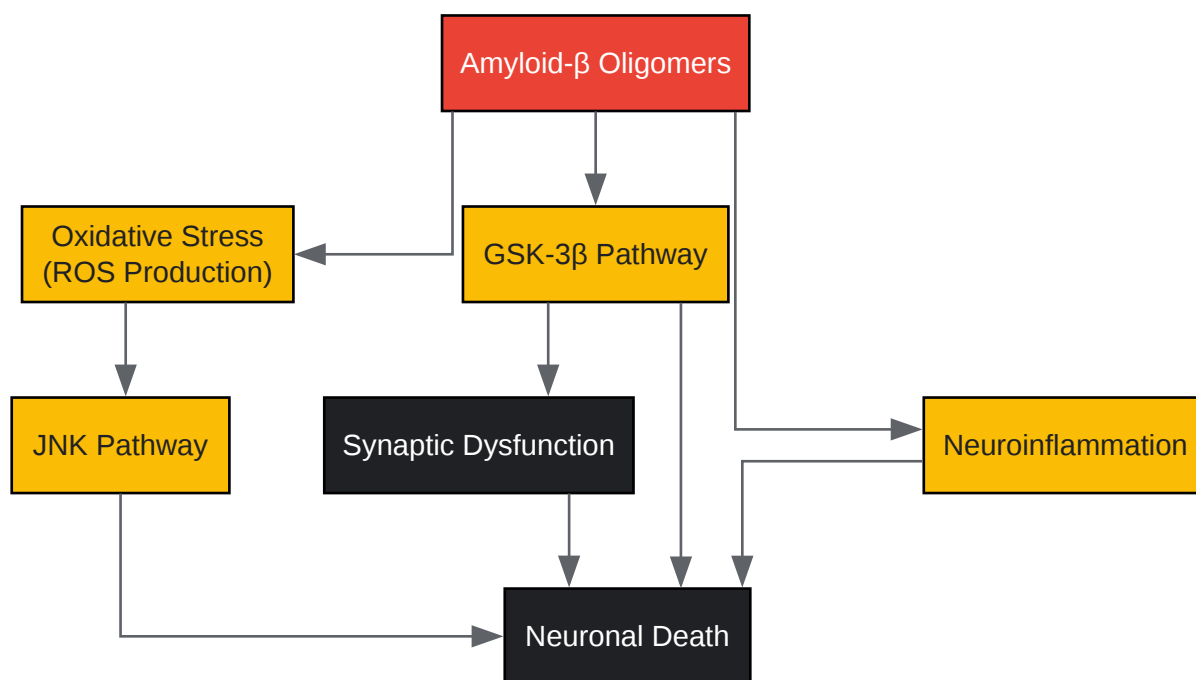 Amyloid-β Oligomers
Oxidative Stress
(ROS Production)
GSK-3β Pathway
JNK Pathway
Synaptic Dysfunction
Neuroinflammation
Neuronal Death